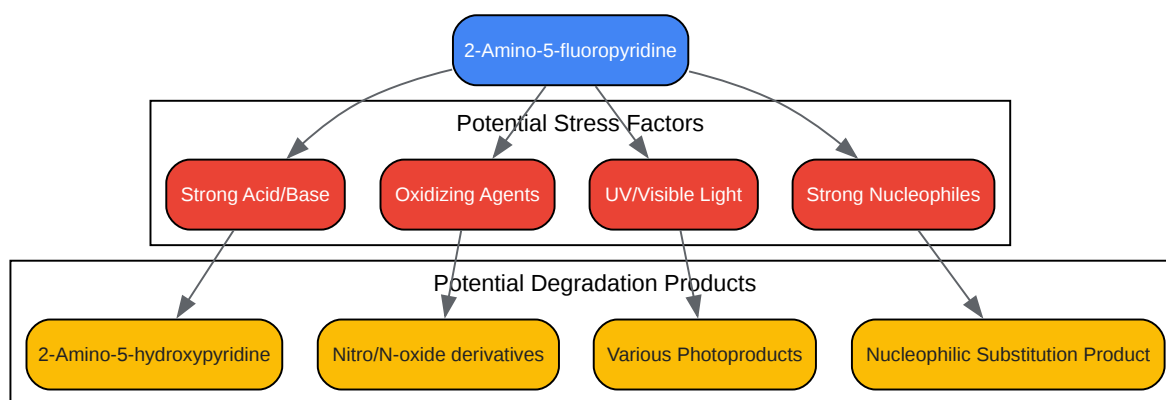 2-Amino-5-fluoropyridine
Potential Stress Factors
Strong Acid/Base
Oxidizing Agents
UV/Visible Light
Strong Nucleophiles
Potential Degradation Products
2-Amino-5-hydroxypyridine
Nitro/N-oxide derivatives
Various Photoproducts
Nucleophilic Substitution Product